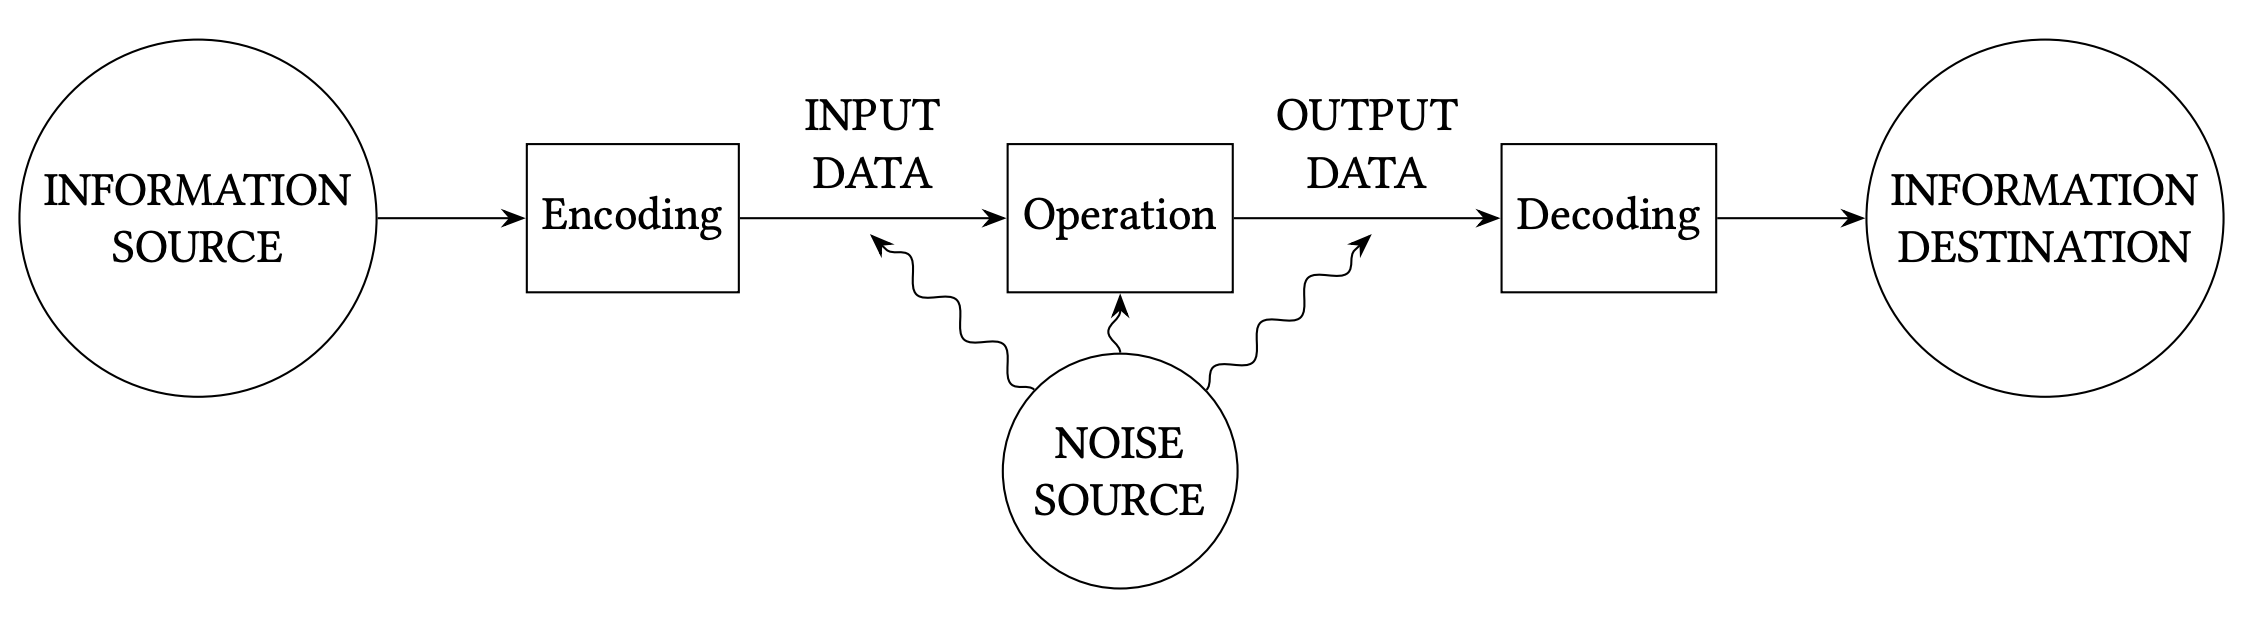 INFORMATION
SOURCE
Encoding
INPUT
DATA
Operation
OUTPUT
DATA
Decoding
INFORMATION
DESTINATION
NOISE
SOURCE